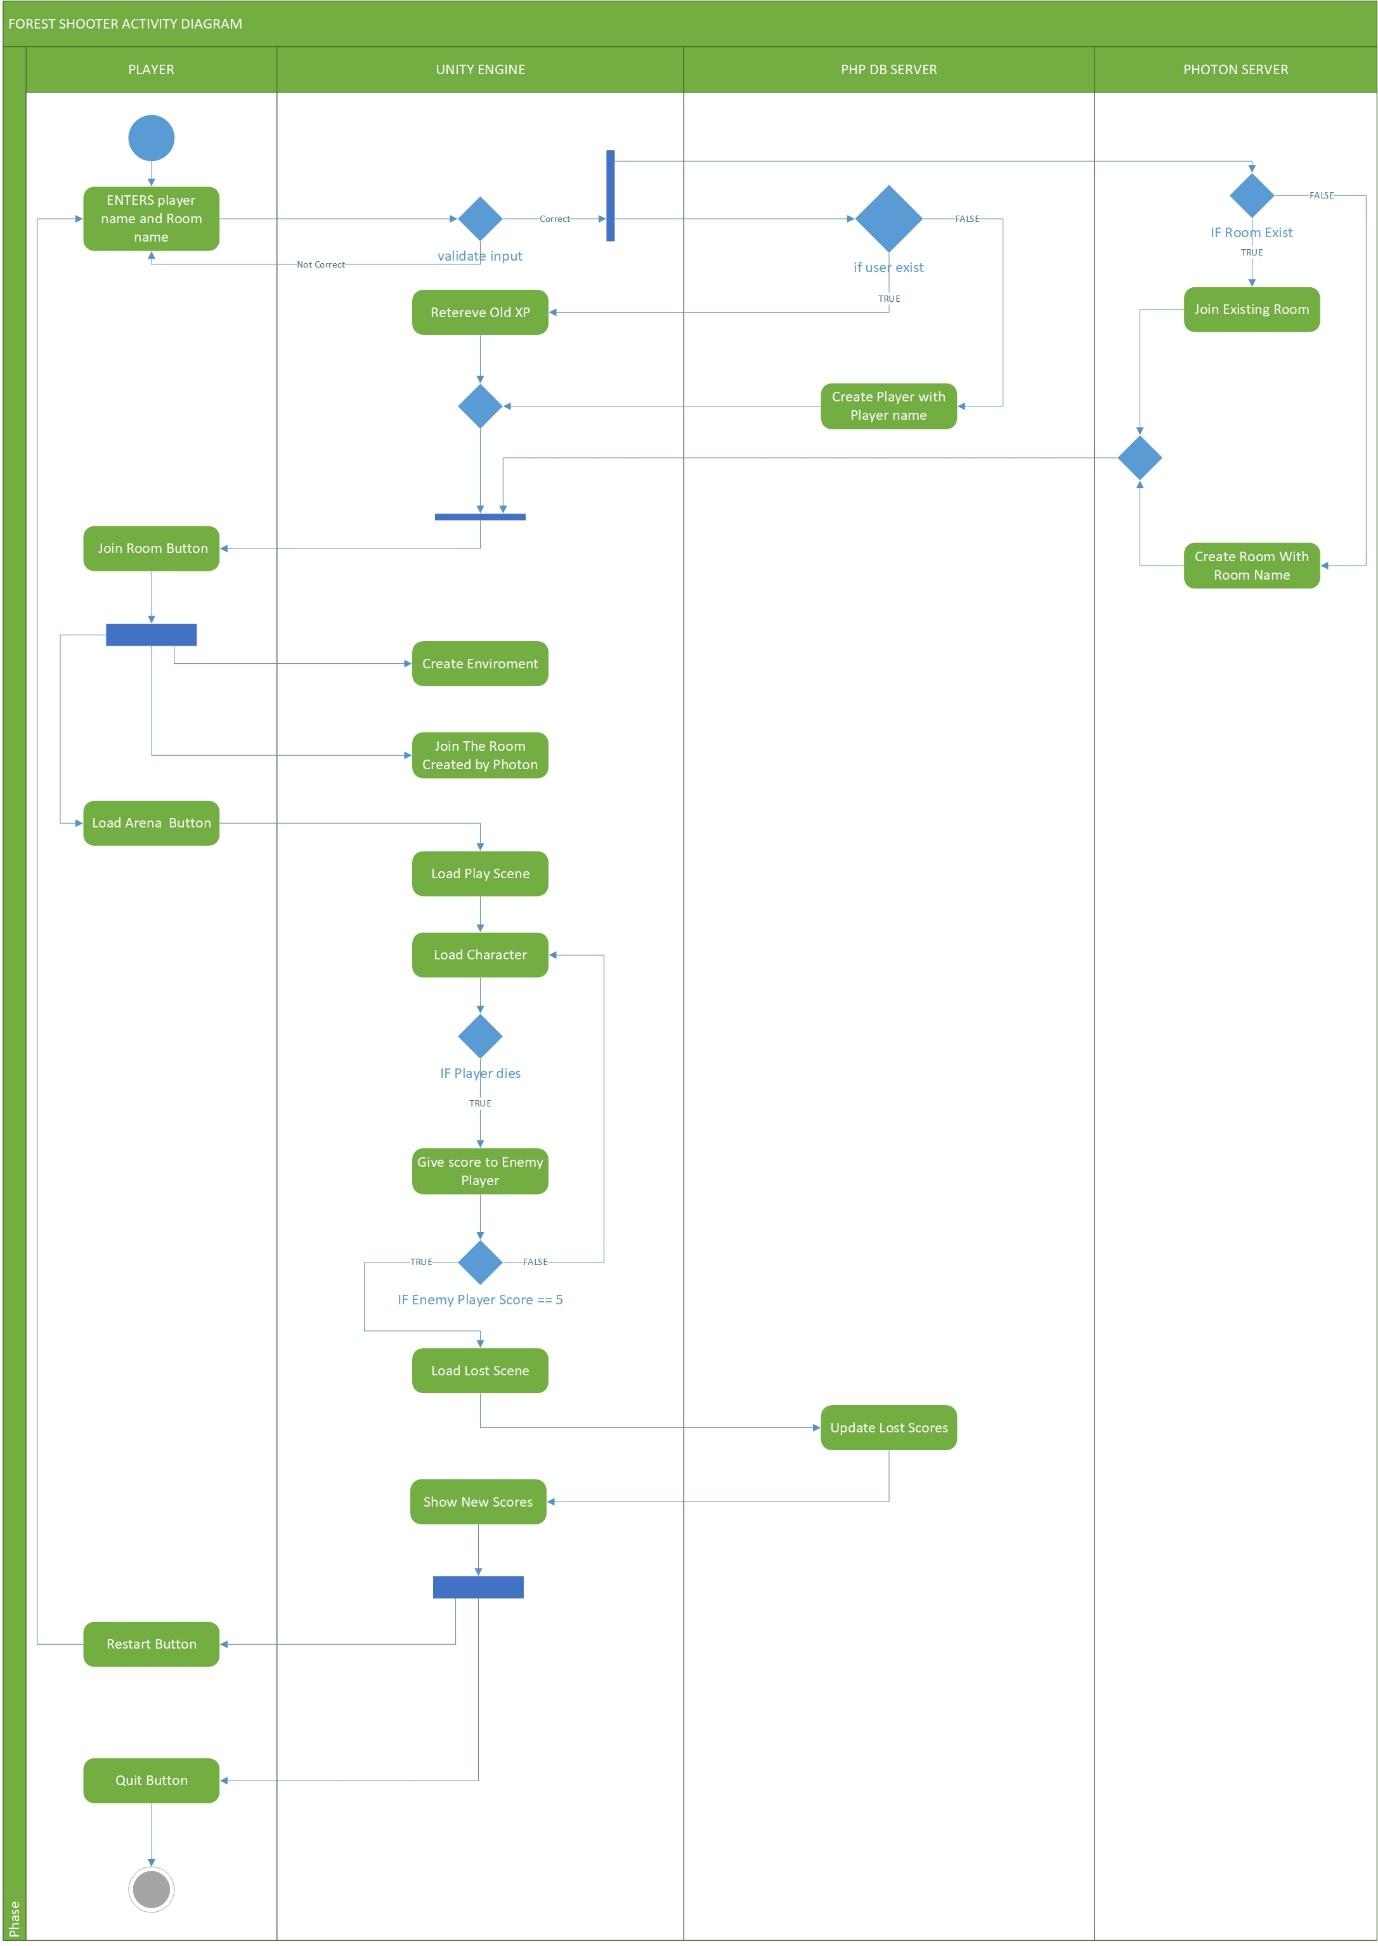 FOREST SHOOTER ACTIVITY DIAGRAM
PLAYER
UNITY ENGINE
PHP DB SERVER
PHOTON SERVER
ENTERS player
name and Room
name
Correct
validate input
Not Correct
FALSE
if user exist
TRUE
FALSE
IF Room Exist
TRUE
Retereve Old XP
Join Existing Room
Create Player with
Player name
Join Room Button
Create Room With
Room Name
Create Enviroment
Join The Room
Created by Photon
Load Arena Button
Load Play Scene
Load Character
IF Player dies
TRUE
Give score to Enemy
Player
TRUE
FALSE
IF Enemy Player Score == 5
Load Lost Scene
Update Lost Scores
Show New Scores
Restart Button
Quit Button
Phase